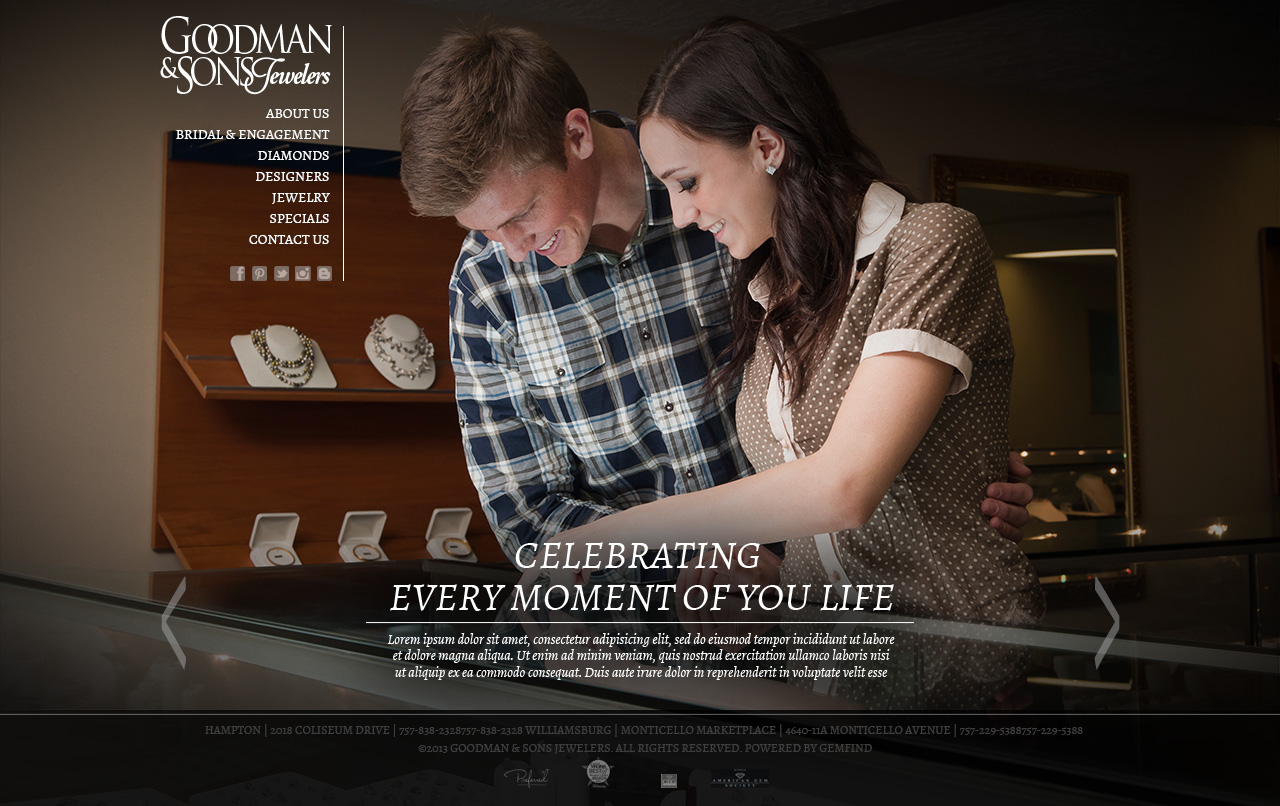 GOODMAN
& SONS Jewelers
ABOUT US
BRIDAL & ENGAGEMENT
DIAMONDS
DESIGNERS
JEWELRY
SPECIALS
CONTACT US
CELEBRATING
EVERY MOMENT OF YOU LIFE
Lorem ipsum dolor sit amet, consectetur adipisicing elit, sed do eiusmod tempor incididunt ut labore
et dolore magna aliqua. Ut enim ad minim veniam, quis nostrud exercitation ullamco laboris nisi
ut aliquip ex ea commodo consequat. Duis aute irure dolor in reprehenderit in voluptate velit esse
HAMPTON | 2018 COLISEUM DRIVE | 757-838-2328757-838-2328 WILLIAMSBURG | MONTICELLO MARKETPLACE | 4640-11A MONTICELLO AVENUE | 757-229-5388757-229-5388
©2013 GOODMAN & SONS JEWELERS. ALL RIGHTS RESERVED. POWERED BY GEMFIND
Preferred
AMERICAN GEM
SOCIETY